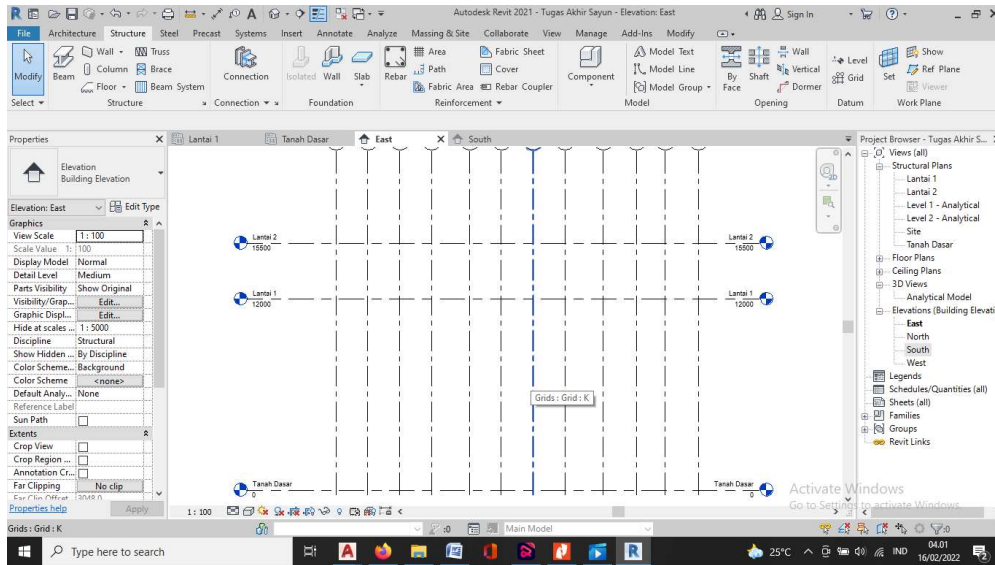 Autodesk Revit 2021 - Tugas Akhir Sayun - Elevation: East
Sign In
File Architecture Structure Steel Precast Systems Insert Annotate Analyze Massing & Site Collaborate View Manage Add-Ins Modify
Modify
Beam
Wall
Truss
Column
Brace
Floor
Beam System
Connection
Isolated
Wall
Slab
Rebar
Area
Path
Fabric Area
Fabric Sheet
Cover
Rebar Coupler
Component
Model Text
Model Line
Model Group
By Face
Shaft
Wall
Vertical
Dormer
Level
Grid
Set
Show
Ref Plane
Viewer
Select
Structure
Connection
Foundation
Reinforcement
Model
Opening
Datum
Work Plane
Properties
Lantai 1
Tanah Dasar
East
South
Project Browser - Tugas Akhir S...
Elevation
Building Elevation
Elevation: East
Edit Type
Graphics
View Scale 1 : 100
Scale Value 1: 100
Display Model Normal
Detail Level Medium
Parts Visibility Show Original
Visibility/Grap... Edit...
Graphic Displ... Edit...
Hide at scales ... 1 : 5000
Discipline Structural
Show Hidden ... By Discipline
Color Scheme... Background
Color Scheme <none>
Default Analy... None
Reference Label
Sun Path
Extents
Crop View
Crop Region ...
Annotation Cr...
Far Clipping No clip
Far Clip Offset 3048.0
Properties help
Apply
Lantai 2
15500
Lantai 2
15500
Lantai 1
12000
Lantai 1
12000
Grids : Grid : K
Tanah Dasar
0
Tanah Dasar
0
2D
Views (all)
Structural Plans
Lantai 1
Lantai 2
Level 1 - Analytical
Level 2 - Analytical
Site
Tanah Dasar
Floor Plans
Ceiling Plans
3D Views
Analytical Model
Elevations (Building Elevati
East
North
South
West
Legends
Schedules/Quantities (all)
Sheets (all)
Families
Groups
Revit Links
Activate Windows
Go to Settings to activate Windows.
1 : 100
Grids : Grid : K
:0
Main Model
:0
Type here to search
25°C
IND
04.01
16/02/2022
2